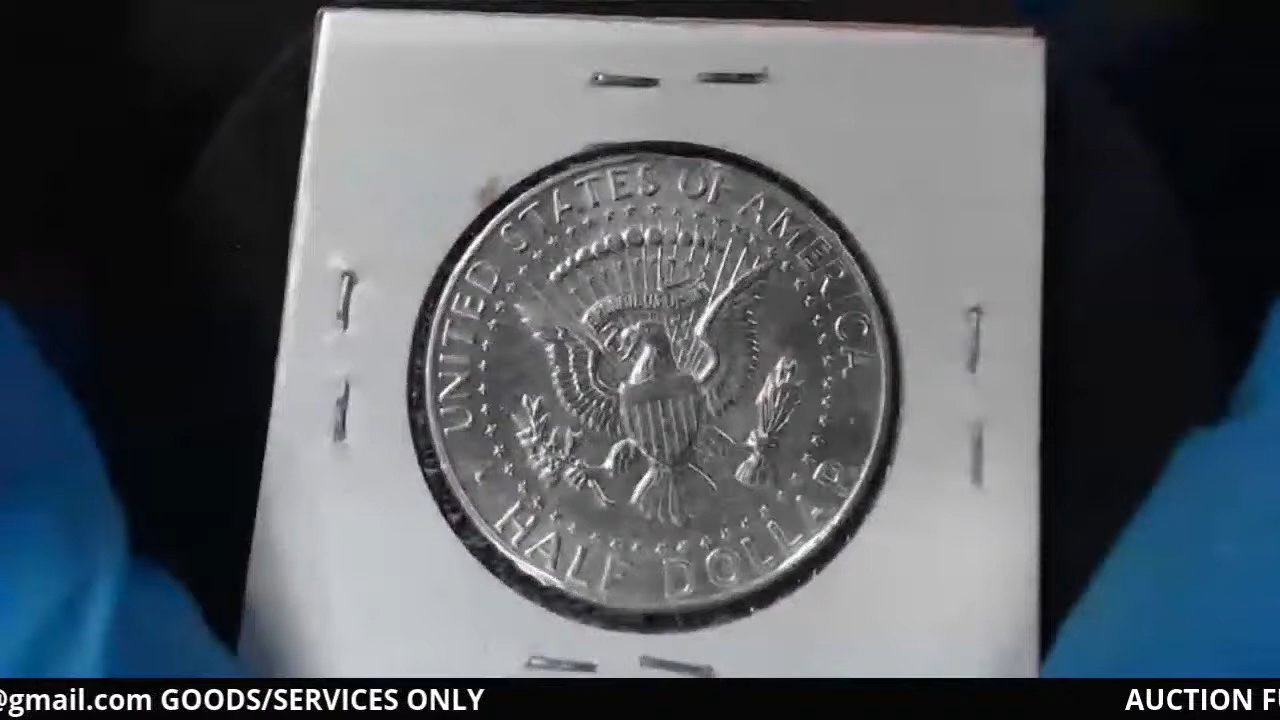 UNITED STATES OF AMERICA
HALF DOLLAR
@gmail.com GOODS/SERVICES ONLY
AUCTION